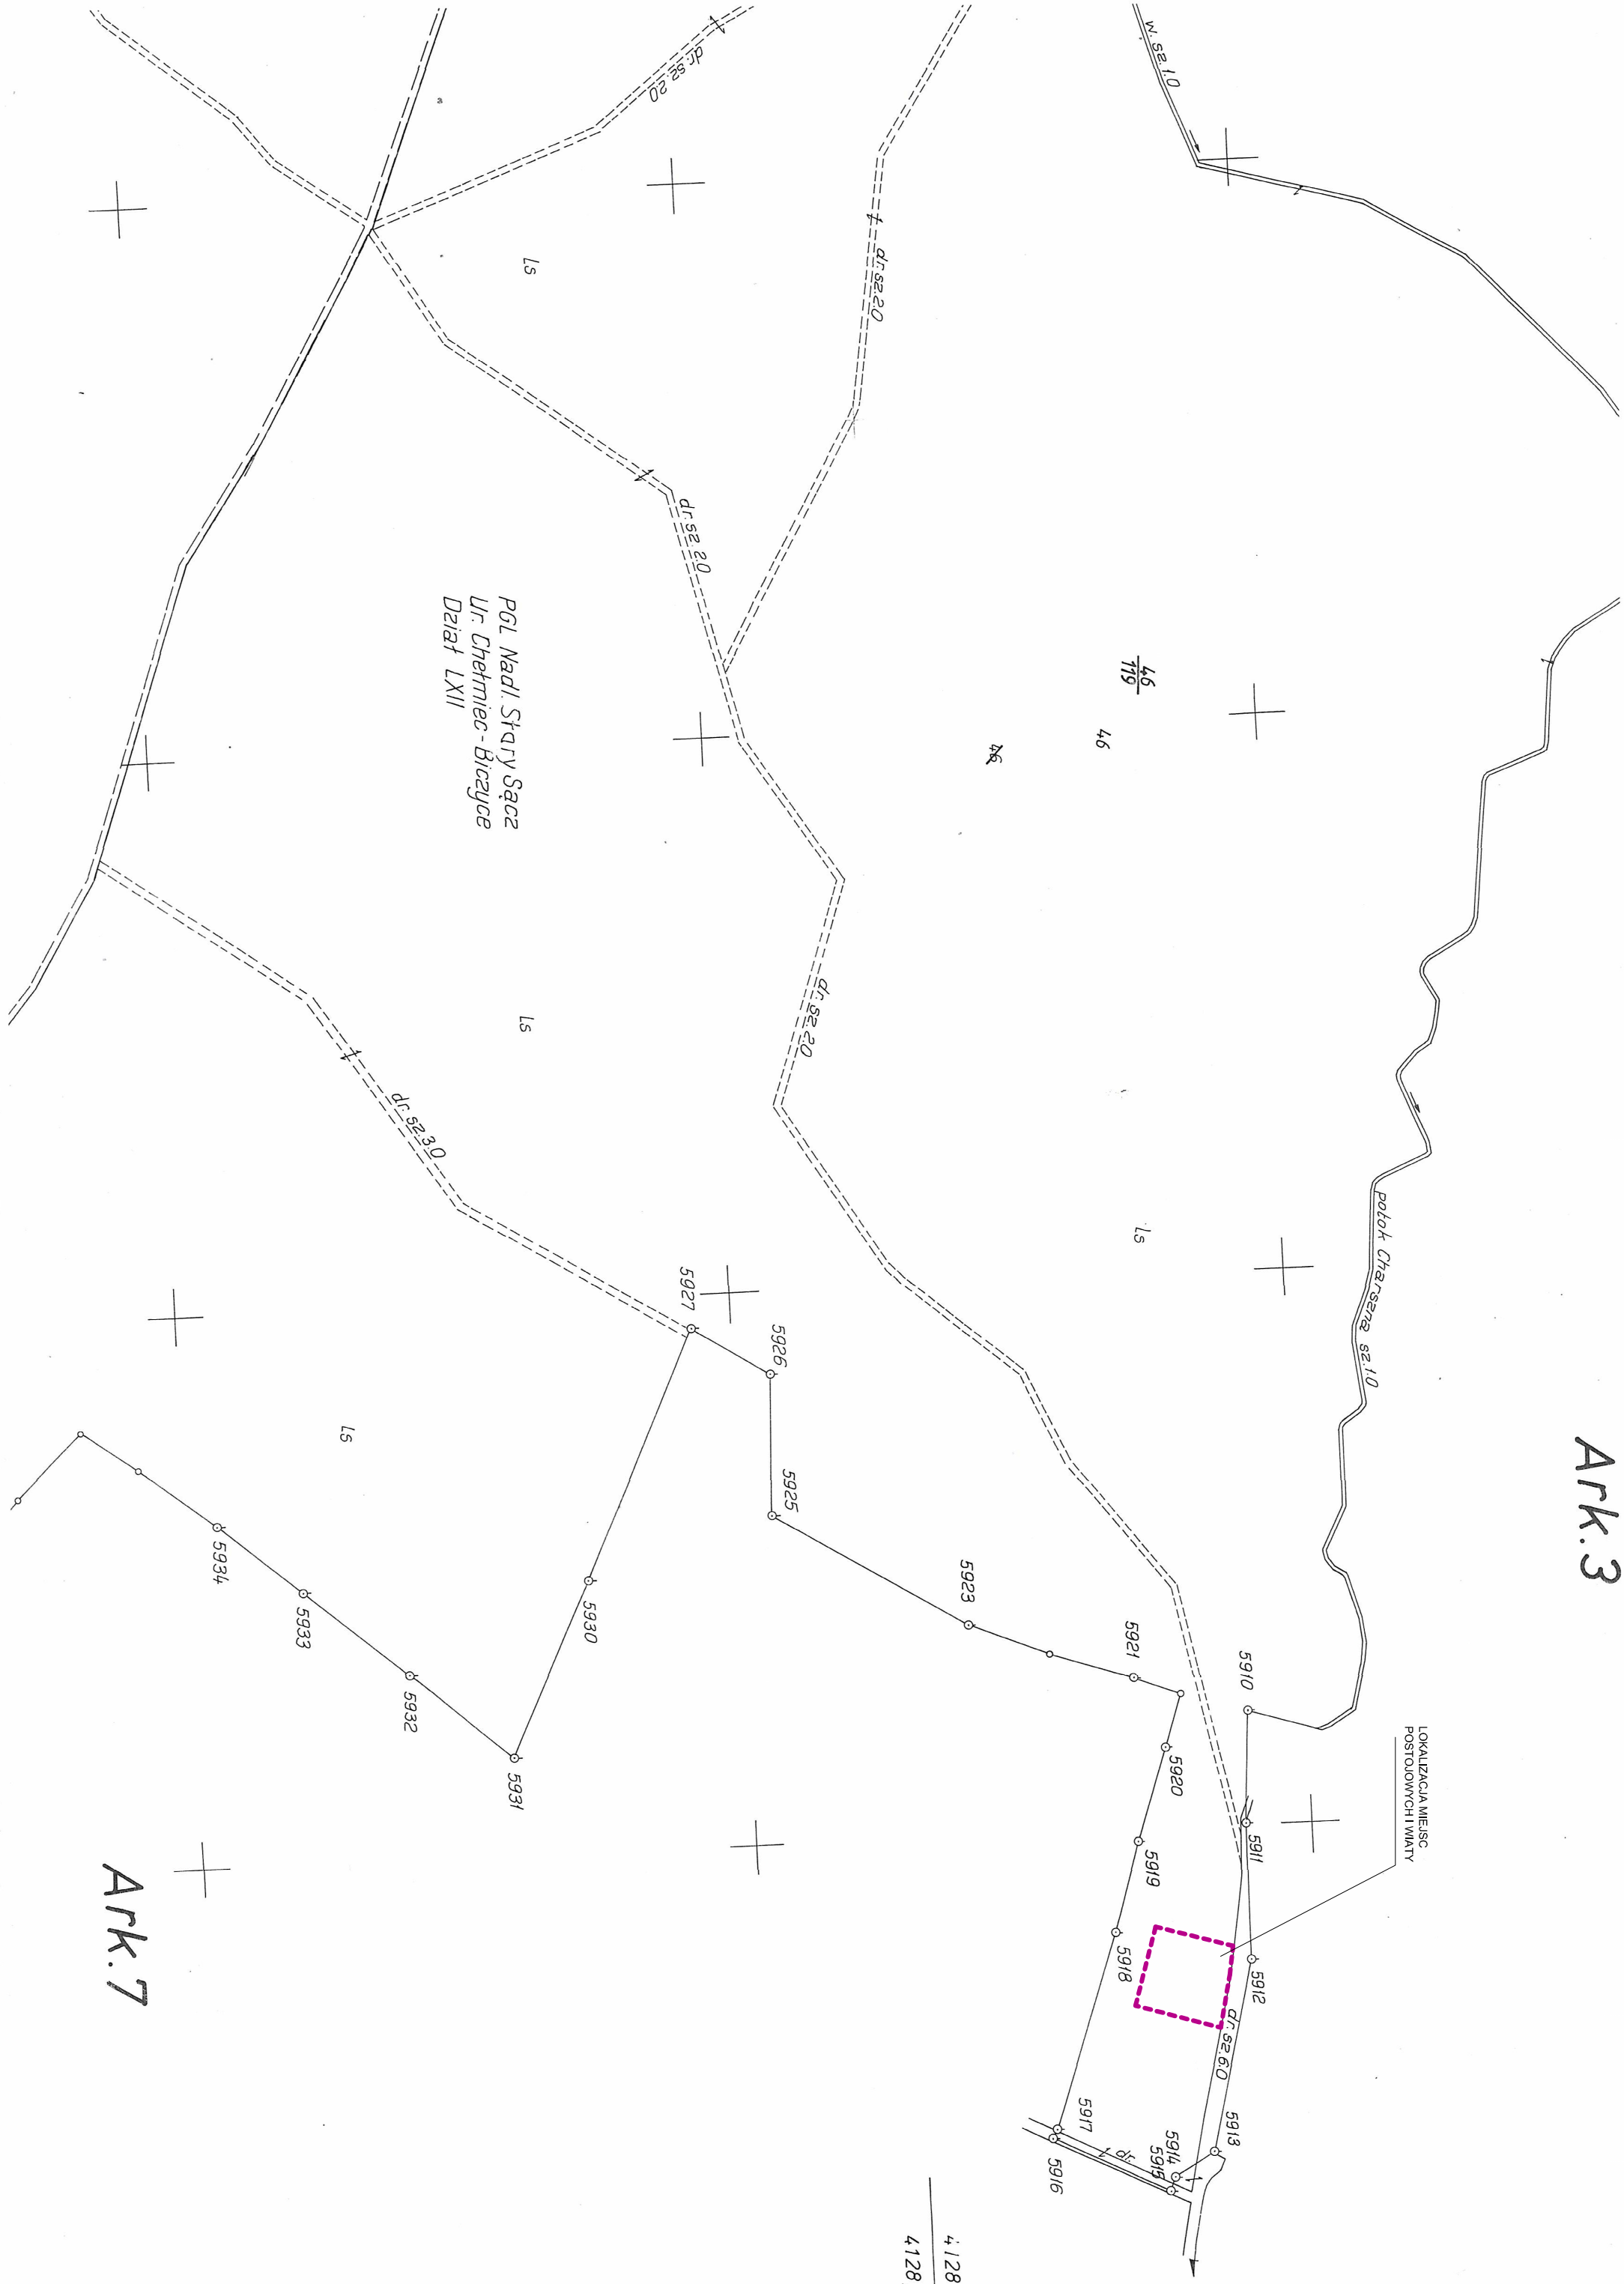 Ark.3
LOKALIZACJA MIEJSC
POSTOJOWYCH I WIATY
w. sz.1.0
potok Charszna sz.1.0
dr.sz.2.0
dr.sz.2.0
46
119
46
46
Ls
Ls
dr.sz.2.0
dr.sz.2.0
PGL Nadl. Stary Sącz
Ur. Chełmiec-Biczyce
Dział LXII
Ls
Ls
dr.sz.3.0
5910
5911
5912
5913
5914
5915
5916
5917
5918
5919
5920
5921
5923
5925
5926
5927
5930
5931
5932
5933
5934
dr.sz.6.0
dr.
4128
4128
Ark.7